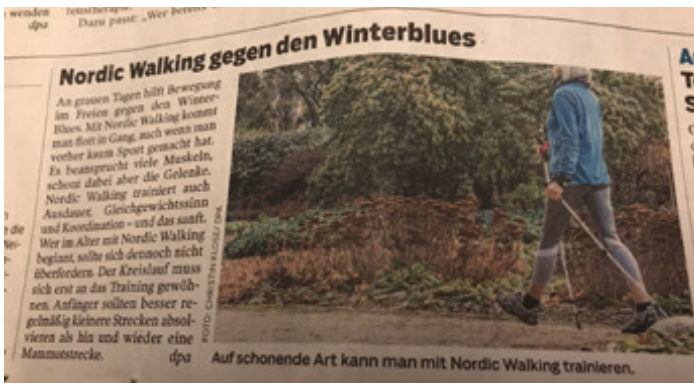 wenden
dpa
Dazu passt: „Wer
Nordic Walking gegen den Winterblues
An grauen Tagen hilft Bewegung
im Freien gegen den Winter-
Blues. Mit Nordic Walking kommt
man flott in Gang, auch wenn man
vorher kaum Sport gemacht hat.
Es beansprucht viele Muskeln,
schont dabei aber die Gelenke.
Nordic Walking trainiert auch
Ausdauer, Gleichgewichtssinn
und Koordination – und das sanft.
Wer im Alter mit Nordic Walking
beginnt, sollte sich dennoch nicht
überfordern. Der Kreislauf muss
sich erst an das Training gewöh-
nen. Anfänger sollten besser re-
gelmäßig kleinere Strecken absol-
vieren als hin und wieder eine
Mammutstrecke. dpa
FOTO: CHRISTIN KLOSE/ DPA
Auf schonende Art kann man mit Nordic Walking trainieren.